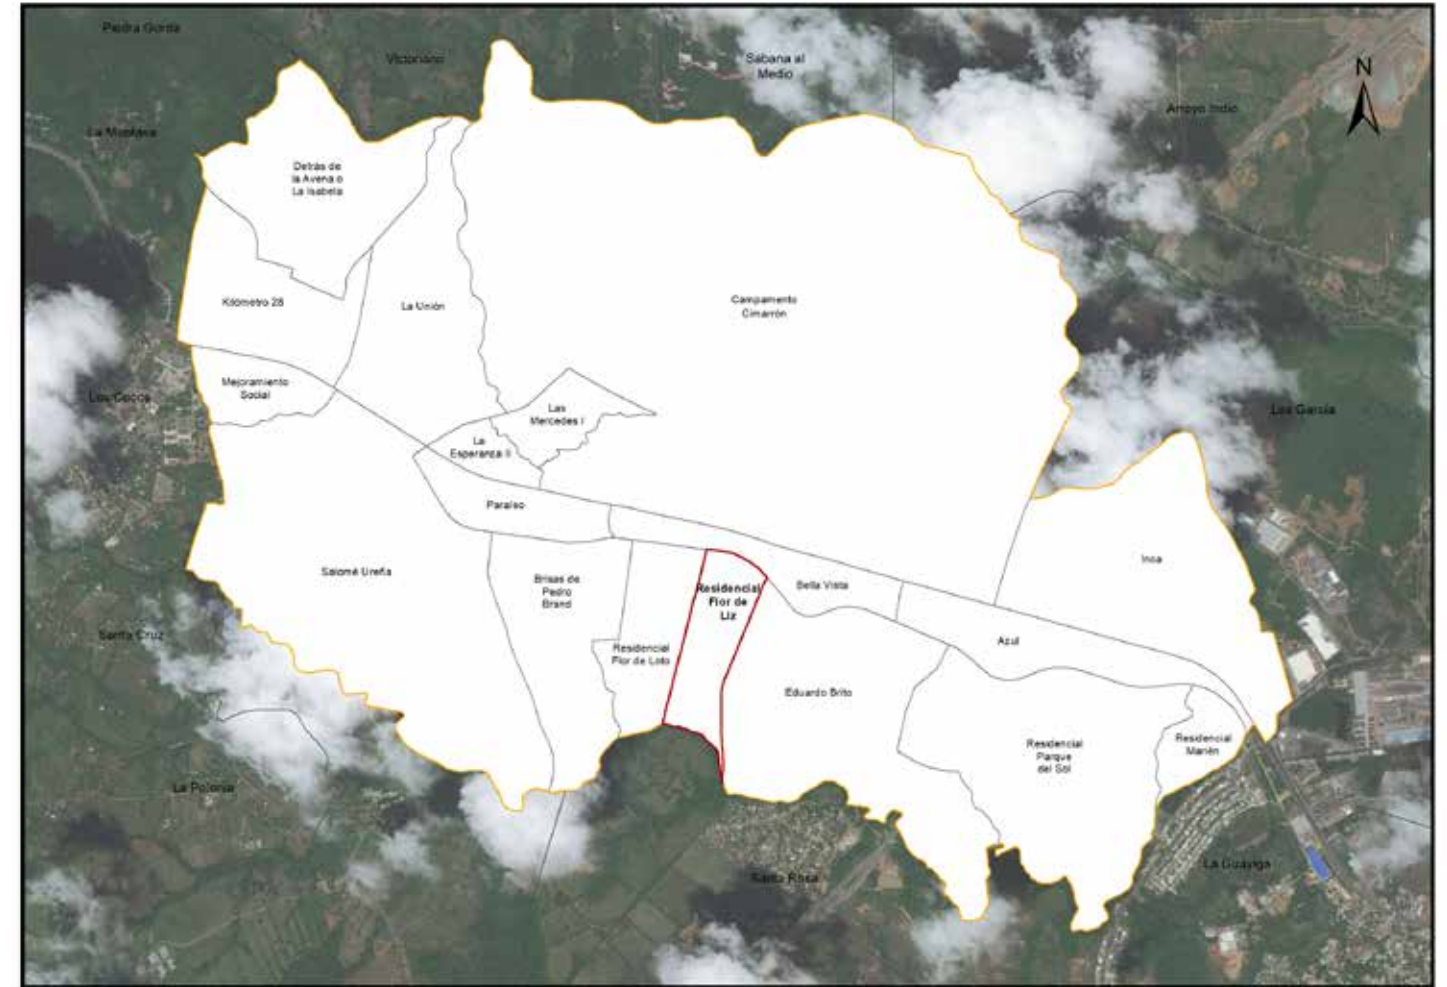 Piedra Gorda
Victoriano
Sabana al
Medio
N
Arroyo Indio
La Montaña
Detrás de
la Avena o
La Isabela
Kilómetro 28
La Unión
Campamento
Cimarrón
Mejoramiento
Social
Los Cocos
Las
Mercedes I
Los García
La
Esperanza II
Paraíso
Salomé Ureña
Brisas de
Pedro
Brand
Residencial
Flor de
Liz
Bella Vista
Inoa
Santa Cruz
Residencial
Flor de Loto
Azul
Eduardo Brito
Residencial
Parque
del Sol
Residencial
Marién
La Polonia
Santa Rosa
La Guayiga